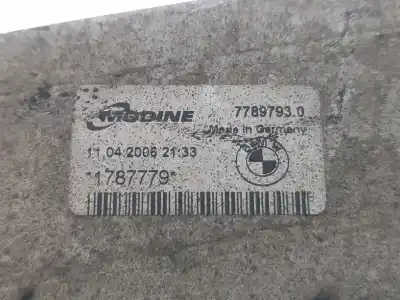 MODINE
7789793.0
Made in Germany
11.04.2006 21:33
BMW
*1787779*